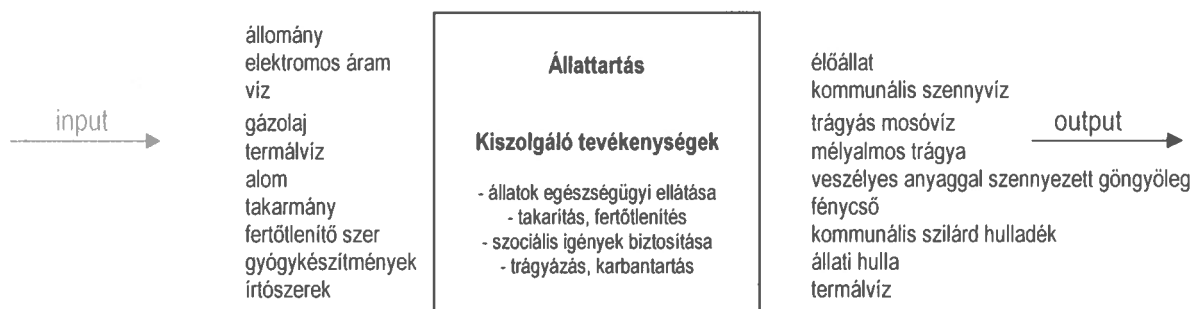 input
állomány
elektromos áram
víz
gázolaj
termálvíz
alom
takarmány
fertőtlenítő szer
gyógykészítmények
írtószerek
Állattartás
Kiszolgáló tevékenységek
- állatok egészségügyi ellátása
- takarítás, fertőtlenítés
- szociális igények biztosítása
- trágyázás, karbantartás
élőállat
kommunális szennyvíz
trágyás mosóvíz
mélyalmos trágya
veszélyes anyaggal szennyezett göngyöleg
fénycső
kommunális szilárd hulladék
állati hulla
termálvíz
output